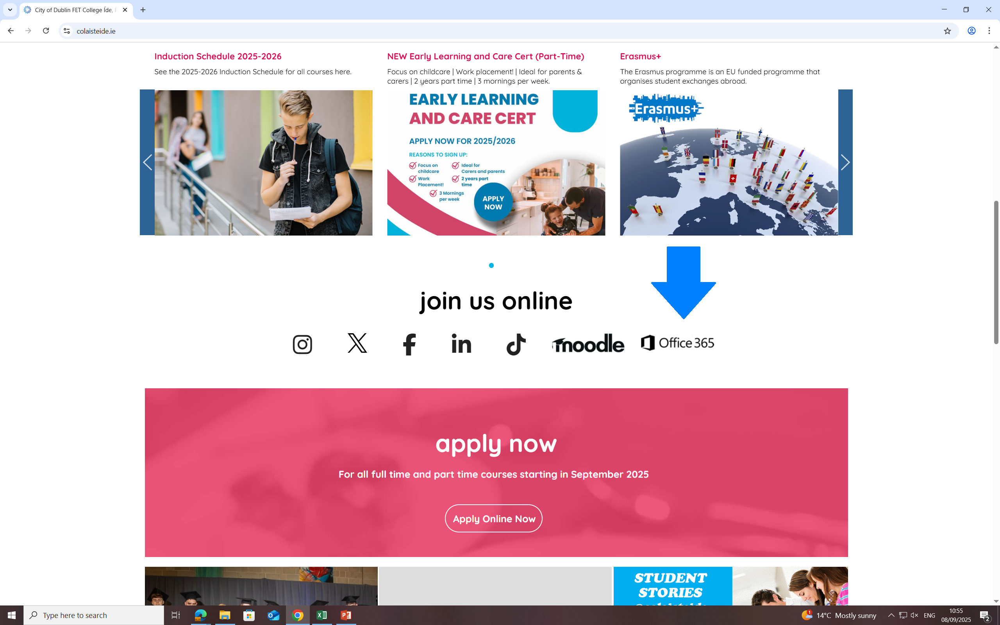 City of Dublin FET College Íde,
colaisteide.ie
Induction Schedule 2025-2026
See the 2025-2026 Induction Schedule for all courses here.
NEW Early Learning and Care Cert (Part-Time)
Focus on childcare | Work placement! | Ideal for parents &
carers | 2 years part time | 3 mornings per week.
EARLY LEARNING
AND CARE CERT
APPLY NOW FOR 2025/2026
REASONS TO SIGN UP:
Focus on
childcare
Ideal for
Carers and parents
Work
Placement!
2 years part
time
3 Mornings
per week
APPLY
NOW
Erasmus+
The Erasmus programme is an EU funded programme that
organises student exchanges abroad.
Erasmus+
join us online
X
f
in
moodle
Office 365
apply now
For all full time and part time courses starting in September 2025
Apply Online Now
STUDENT
STORIES
Type here to search
1
14°C Mostly sunny
ENG
10:55
08/09/2025
2